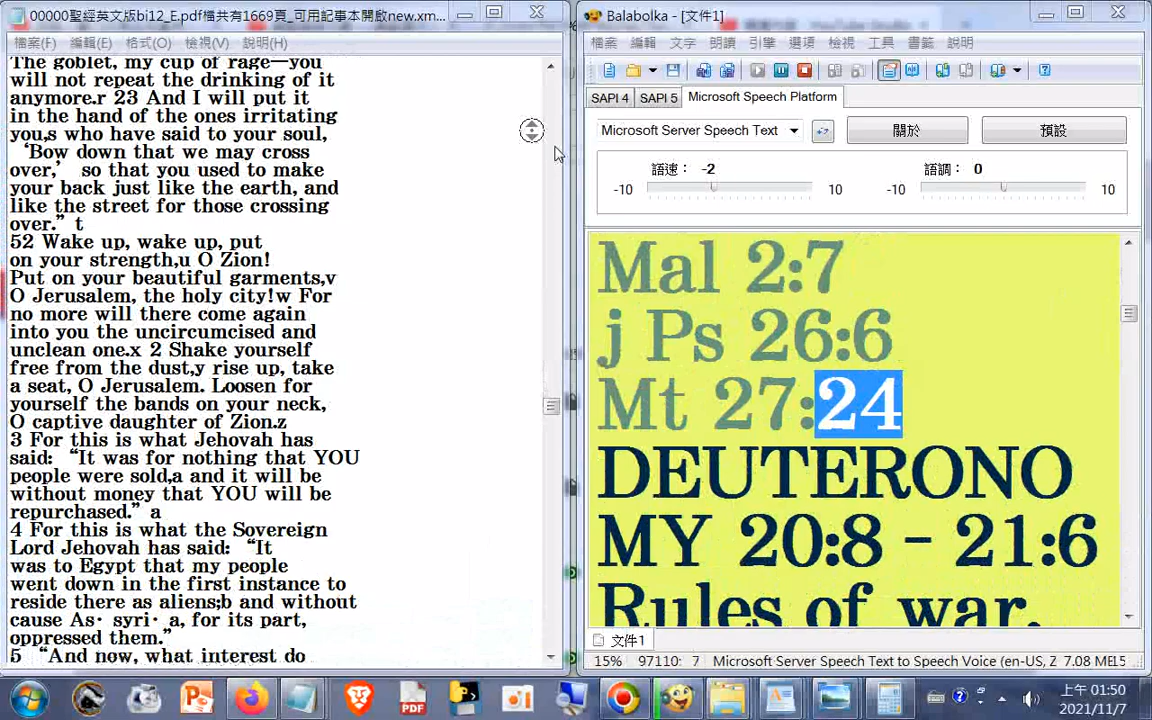 00000聖經英文版bi12_E.pdf檔共有1669頁_可用記事本開啟new.xm...
檔案(F) 編輯(E) 格式(O) 檢視(V) 說明(H)
The goblet, my cup of rage—you
will not repeat the drinking of it
anymore.r 23 And I will put it
in the hand of the ones irritating
you,s who have said to your soul,
‘Bow down that we may cross
over,’ so that you used to make
your back just like the earth, and
like the street for those crossing
over.” t
52 Wake up, wake up, put
on your strength,u O Zion!
Put on your beautiful garments,v
O Jerusalem, the holy city!w For
no more will there come again
into you the uncircumcised and
unclean one.x 2 Shake yourself
free from the dust,y rise up, take
a seat, O Jerusalem. Loosen for
yourself the bands on your neck,
O captive daughter of Zion.z
3 For this is what Jehovah has
said: “It was for nothing that YOU
people were sold,a and it will be
without money that YOU will be
repurchased.” a
4 For this is what the Sovereign
Lord Jehovah has said: “It
was to Egypt that my people
went down in the first instance to
reside there as aliens;b and without
cause As· syri· a, for its part,
oppressed them.”
5 “And now, what interest do
Balabolka - [文件1]
檔案 編輯 文字 朗讀 引擎 選項 檢視 工具 書籤 說明
SAPI 4 SAPI 5 Microsoft Speech Platform
Microsoft Server Speech Text 關於 預設
語速： -2 語調： 0
-10 10 -10 10
Mal 2:7
j Ps 26:6
Mt 27:24
DEUTERONO
MY 20:8 - 21:6
Rules of war.
文件1
15% 97110: 7 Microsoft Server Speech Text to Speech Voice (en-US, Z 7.08 МБ
上午 01:50
2021/11/7